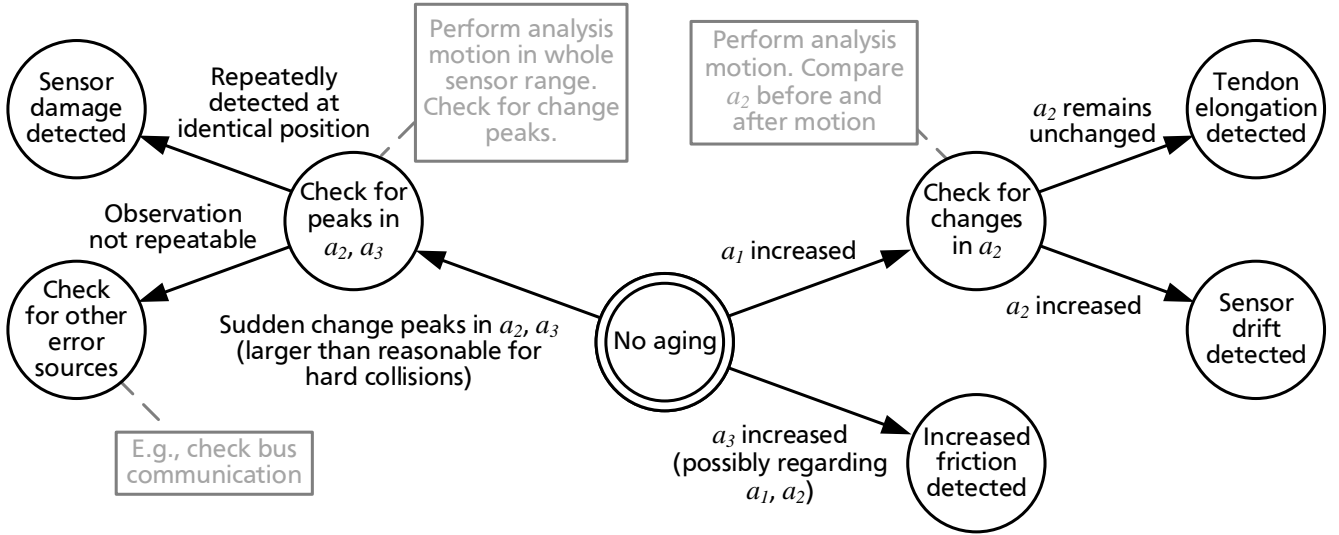 Sensor
damage
detected
Repeatedly
detected at
identical position
Perform analysis
motion in whole
sensor range.
Check for change
peaks.
Perform analysis
motion. Compare
a2 before and
after motion
a2 remains
unchanged
Tendon
elongation
detected
Check for
peaks in
a2, a3
Check for
changes
in a2
Observation
not repeatable
a1 increased
Check
for other
error
sources
Sudden change peaks in a2, a3
(larger than reasonable for
hard collisions)
No aging
a2 increased
Sensor
drift
detected
E.g., check bus
communication
a3 increased
(possibly regarding
a1, a2)
Increased
friction
detected